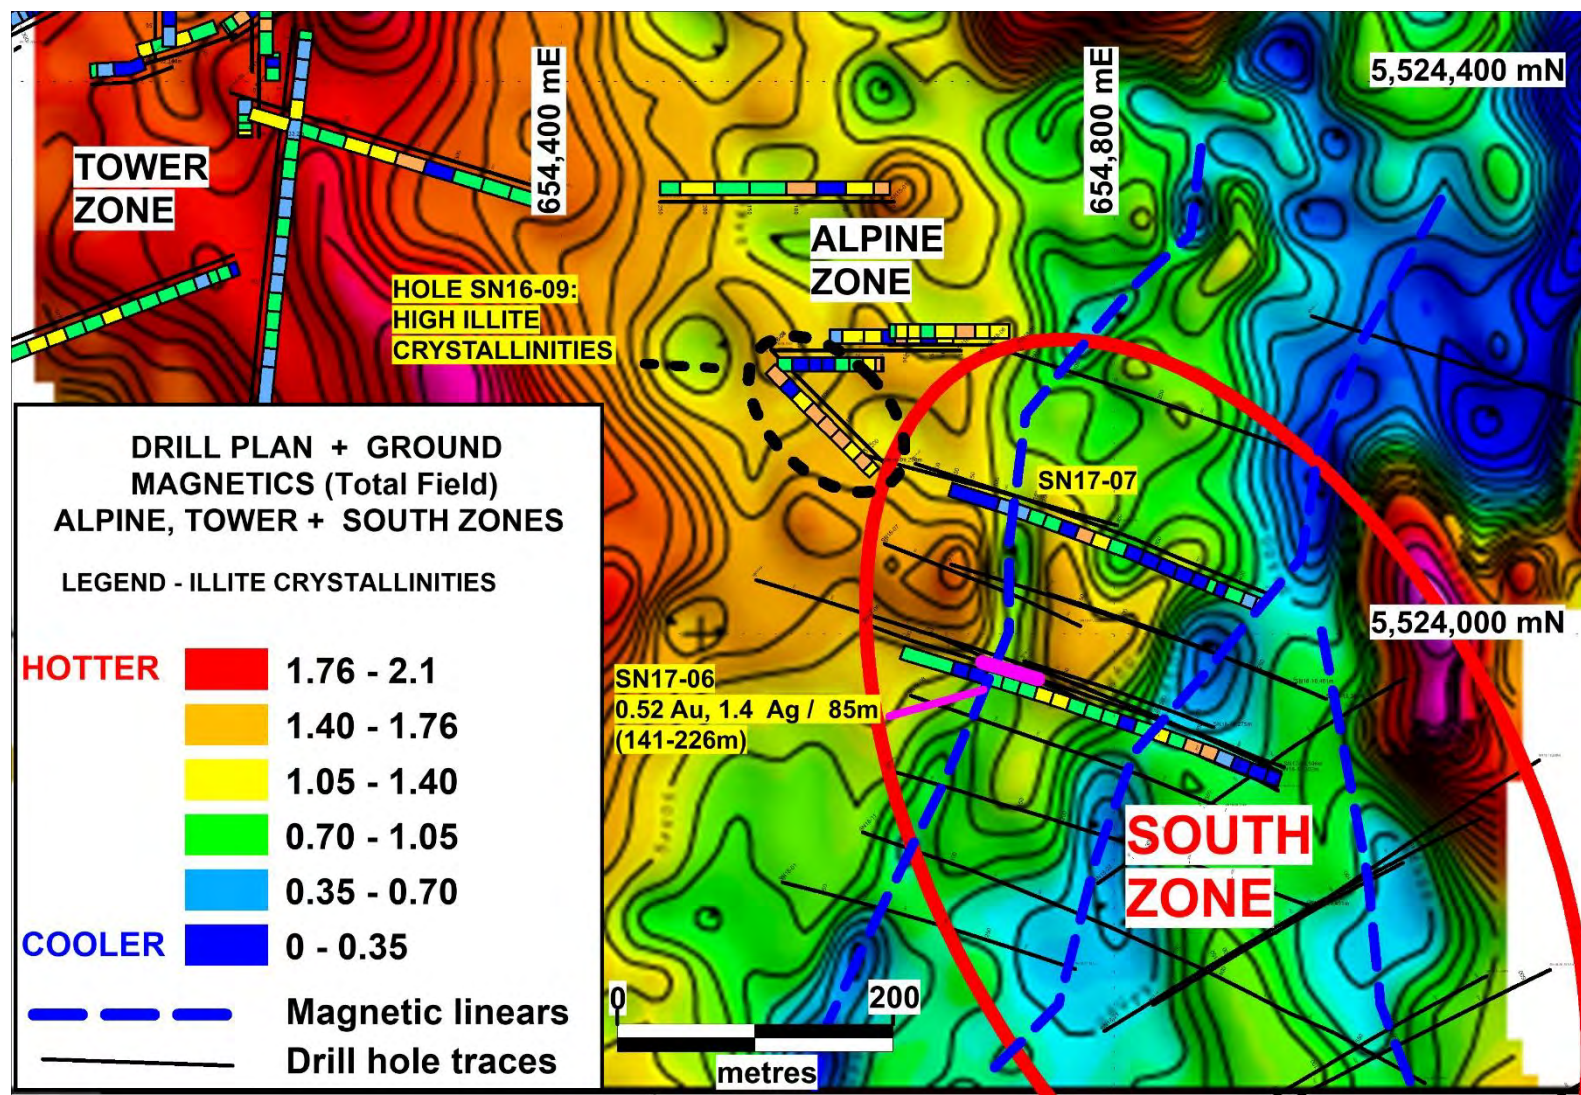 5,524,400 mN
654,400 mE
654,800 mE
TOWER
ZONE
ALPINE
ZONE
HOLE SN16-09:
HIGH ILLITE
CRYSTALLINITIES
SN17-07
5,524,000 mN
SN17-06
0.52 Au, 1.4 Ag / 85m
(141-226m)
SOUTH
ZONE
DRILL PLAN + GROUND
MAGNETICS (Total Field)
ALPINE, TOWER + SOUTH ZONES
LEGEND - ILLITE CRYSTALLINITIES
HOTTER 1.76 - 2.1
1.40 - 1.76
1.05 - 1.40
0.70 - 1.05
0.35 - 0.70
COOLER 0 - 0.35
Magnetic linears
Drill hole traces
0 200
metres